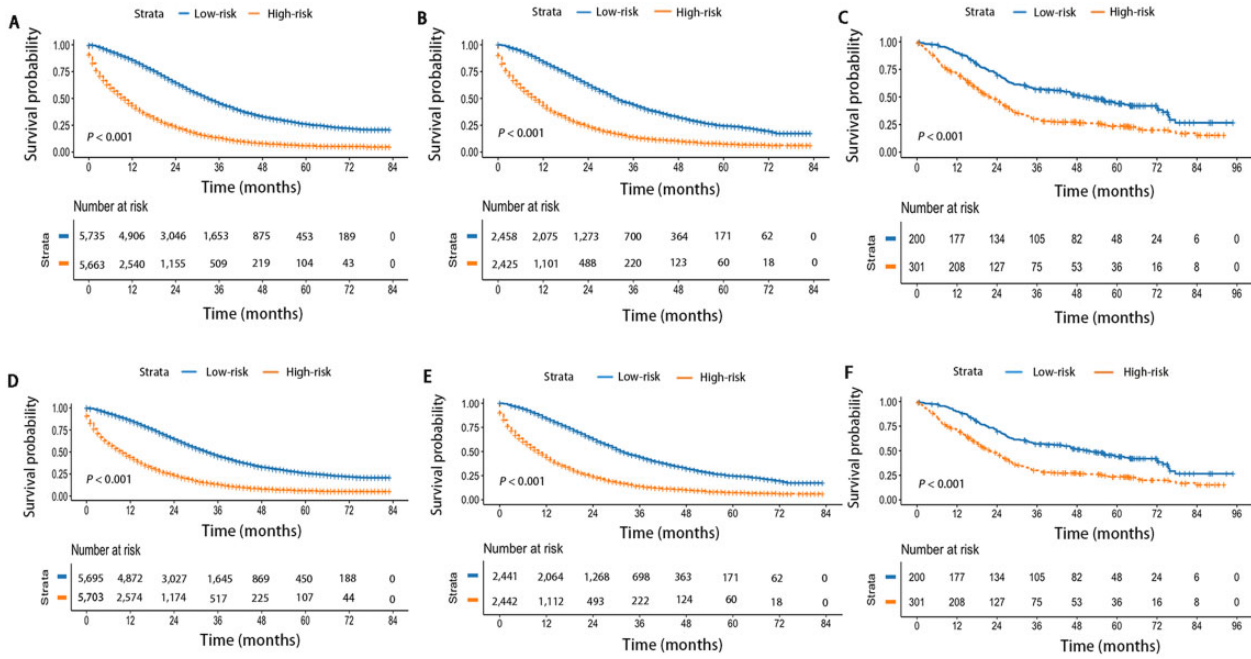 A
Strata Low-risk High-risk
Survival probability
1.00
0.75
0.50
0.25
0.00
P < 0.001
0 12 24 36 48 60 72 84
Time (months)
Number at risk
Strata
5,735 4,906 3,046 1,653 875 453 189 0
5,663 2,540 1,155 509 219 104 43 0
0 12 24 36 48 60 72 84
Time (months)
B
Strata Low-risk High-risk
Survival probability
1.00
0.75
0.50
0.25
0.00
P < 0.001
0 12 24 36 48 60 72 84
Time (months)
Number at risk
Strata
2,458 2,075 1,273 700 364 171 62 0
2,425 1,101 488 220 123 60 18 0
0 12 24 36 48 60 72 84
Time (months)
C
Strata Low-risk High-risk
Survival probability
1.00
0.75
0.50
0.25
0.00
P < 0.001
0 12 24 36 48 60 72 84 96
Time (months)
Number at risk
Strata
200 177 134 105 82 48 24 6 0
301 208 127 75 53 36 16 8 0
0 12 24 36 48 60 72 84 96
Time (months)
D
Strata Low-risk High-risk
Survival probability
1.00
0.75
0.50
0.25
0.00
P < 0.001
0 12 24 36 48 60 72 84
Time (months)
Number at risk
Strata
5,695 4,872 3,027 1,645 869 450 188 0
5,703 2,574 1,174 517 225 107 44 0
0 12 24 36 48 60 72 84
Time (months)
E
Strata Low-risk High-risk
Survival probability
1.00
0.75
0.50
0.25
0.00
P < 0.001
0 12 24 36 48 60 72 84
Time (months)
Number at risk
Strata
2,441 2,064 1,268 698 363 171 62 0
2,442 1,112 493 222 124 60 18 0
0 12 24 36 48 60 72 84
Time (months)
F
Strata Low-risk High-risk
Survival probability
1.00
0.75
0.50
0.25
0.00
P < 0.001
0 12 24 36 48 60 72 84 96
Time (months)
Number at risk
Strata
200 177 134 105 82 48 24 6 0
301 208 127 75 53 36 16 8 0
0 12 24 36 48 60 72 84 96
Time (months)